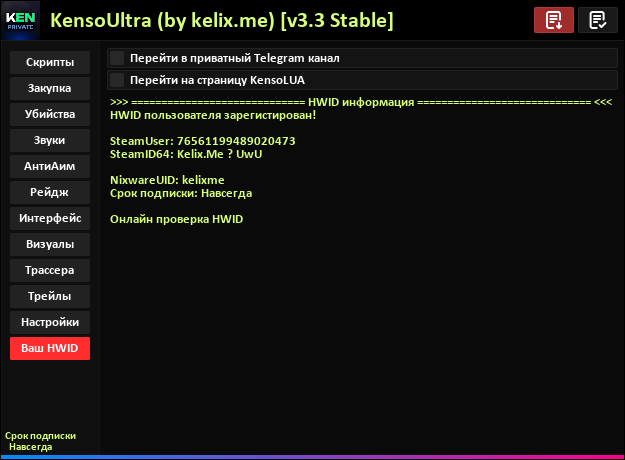 KEN
PRIVATE
KensoUltra (by kelix.me) [v3.3 Stable]
Скрипты
Закупка
Убийства
Звуки
АнтиАим
Рейдж
Интерфейс
Визуалы
Трассера
Трейлы
Настройки
Ваш HWID
Срок подписки
Навсегда
Перейти в приватный Telegram канал
Перейти на страницу KensoLUA
>>> ============================= HWID информация ============================= <<<
HWID пользователя зарегистрирован!
SteamUser: 76561199489020473
SteamID64: Kelix.Me ? UwU
NixwareUID: kelixme
Срок подписки: Навсегда
Онлайн проверка HWID